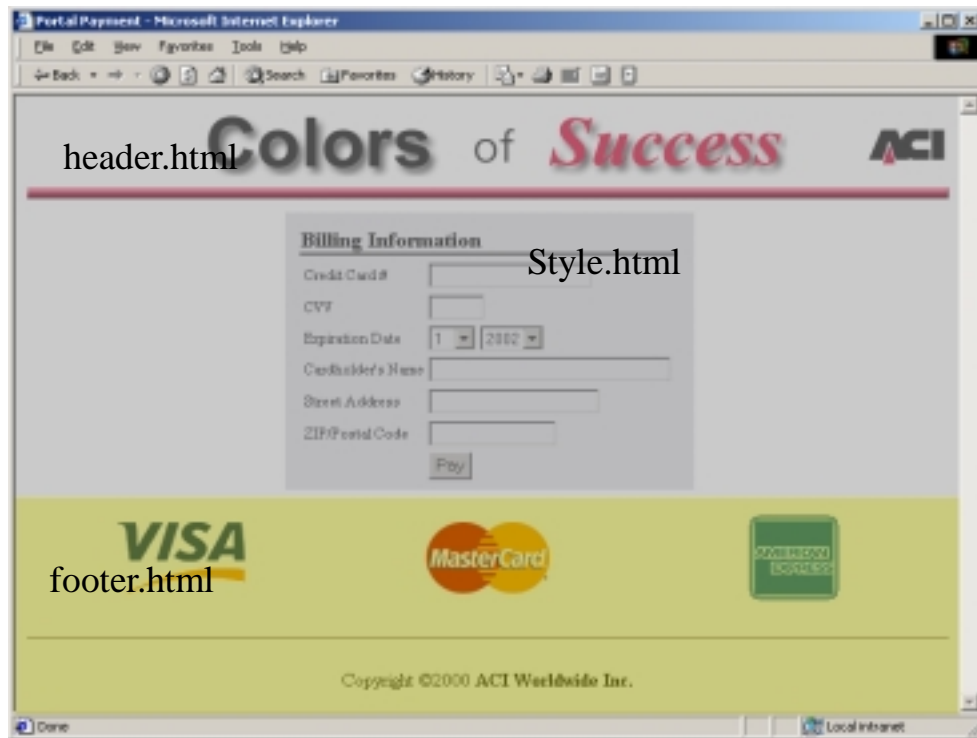 Portal Payment - Microsoft Internet Explorer
File Edit View Favorites Tools Help
Back Search Favorites History
Colors of Success ACI
header.html
Billing Information
Style.html
Credit Card #
CVV
Expiration Date 1 2002
Cardholder's Name
Street Address
ZIP/Postal Code
Pay
VISA MasterCard AMERICAN EXPRESS
footer.html
Copyright ©2000 ACI Worldwide Inc.
Done Local intranet